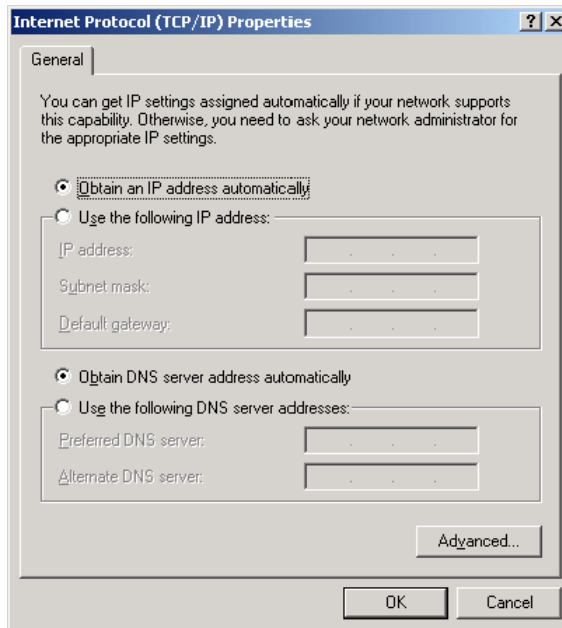 Internet Protocol (TCP/IP) Properties
? X
General
You can get IP settings assigned automatically if your network supports
this capability. Otherwise, you need to ask your network administrator for
the appropriate IP settings.
Obtain an IP address automatically
Use the following IP address:
IP address:
Subnet mask:
Default gateway:
Obtain DNS server address automatically
Use the following DNS server addresses:
Preferred DNS server:
Alternate DNS server:
Advanced...
OK Cancel